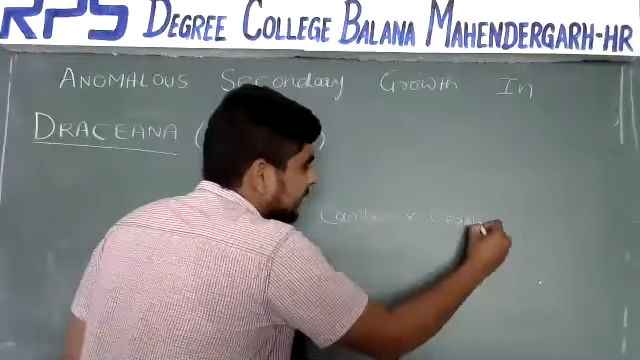 RPS DEGREE COLLEGE BALANA MAHENDERGARH-HR
ANOMALOUS Secondary Growth In
DRACEANA (